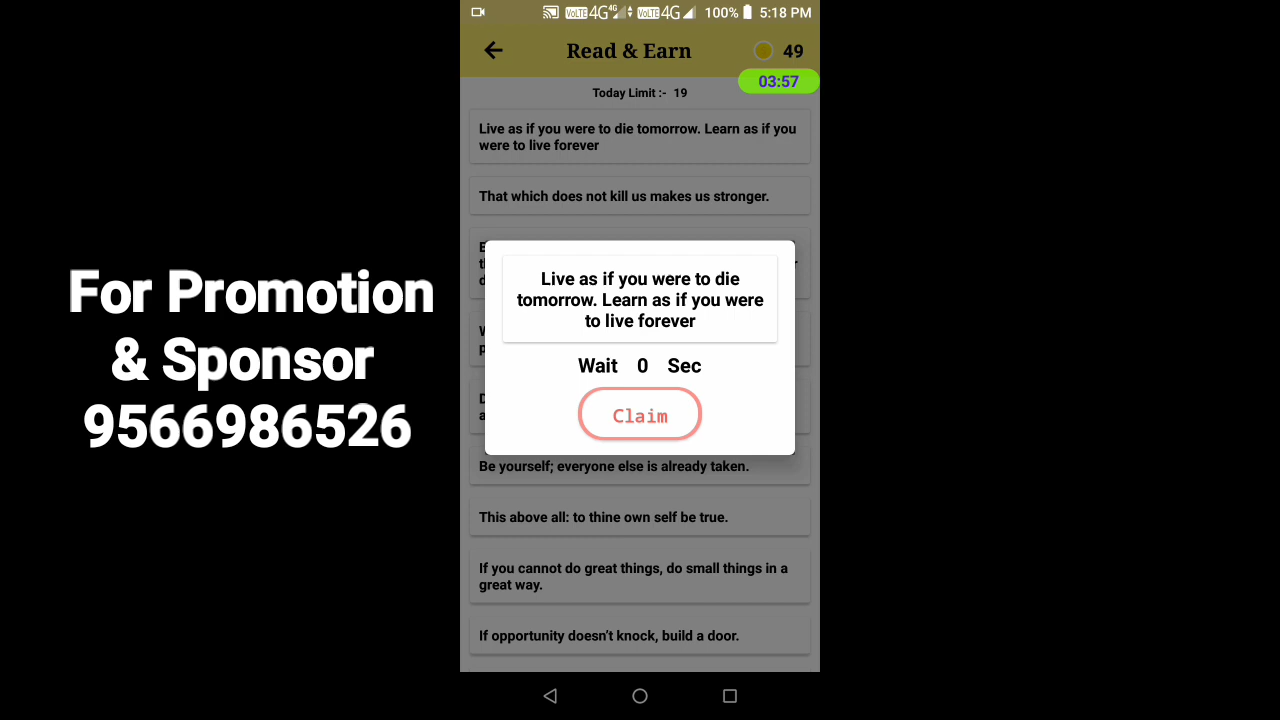 VoLTE 4G 4G VoLTE 4G 100% 5:18 PM
Read & Earn 49
03:57
Today Limit :- 19
Live as if you were to die tomorrow. Learn as if you
were to live forever
That which does not kill us makes us stronger.
Live as if you were to die
tomorrow. Learn as if you were
to live forever
Wait 0 Sec
Claim
Be yourself; everyone else is already taken.
This above all: to thine own self be true.
If you cannot do great things, do small things in a
great way.
If opportunity doesn't knock, build a door.
For Promotion
& Sponsor
9566986526